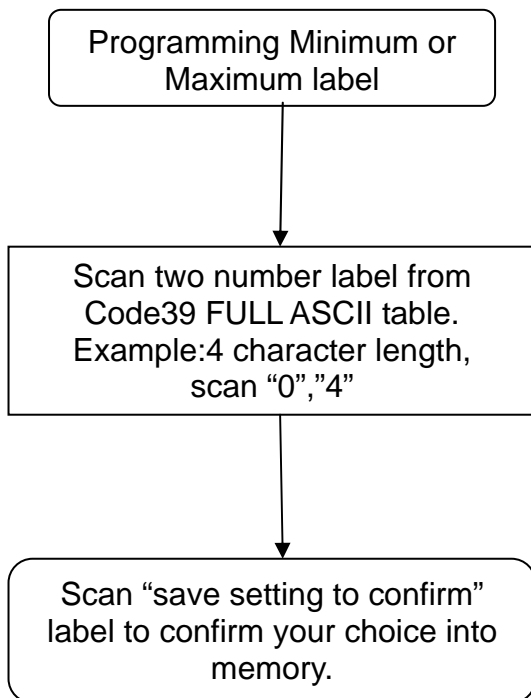 Programming Minimum or
Maximum label
Scan two number label from
Code39 FULL ASCII table.
Example:4 character length,
scan “0”,”4”
Scan “save setting to confirm”
label to confirm your choice into
memory.